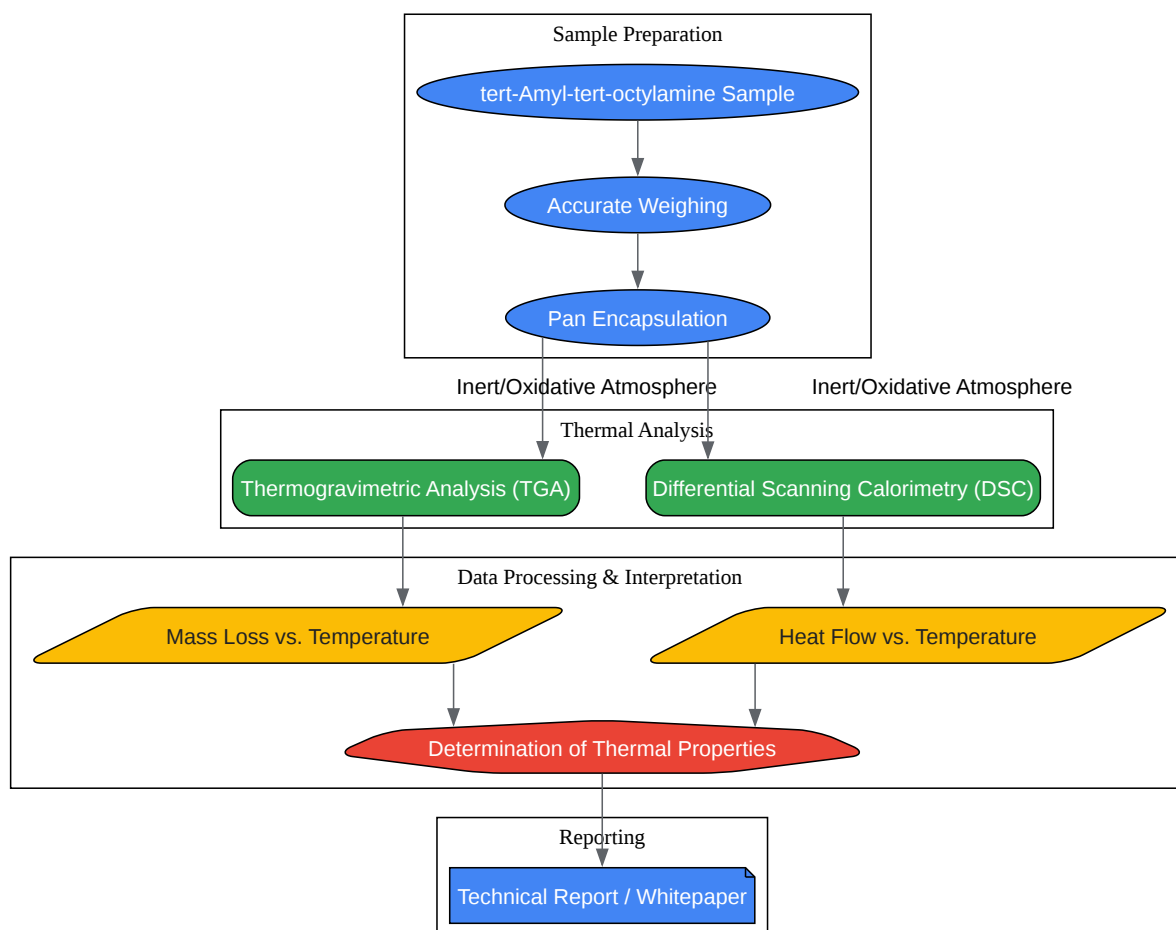 Sample Preparation
tert-Amyl-tert-octylamine Sample
Accurate Weighing
Pan Encapsulation
Inert/Oxidative Atmosphere
Inert/Oxidative Atmosphere
Thermal Analysis
Thermogravimetric Analysis (TGA)
Differential Scanning Calorimetry (DSC)
Data Processing & Interpretation
Mass Loss vs. Temperature
Heat Flow vs. Temperature
Determination of Thermal Properties
Reporting
Technical Report / Whitepaper